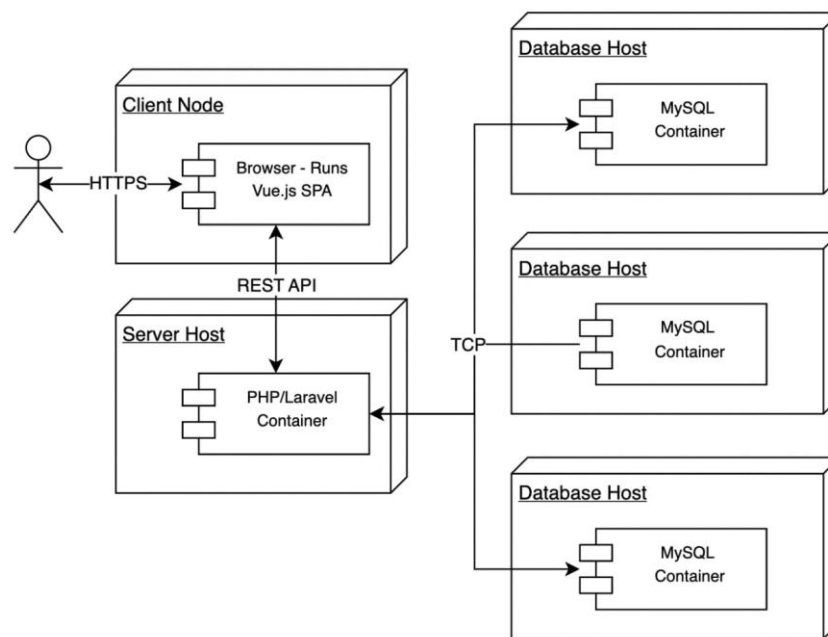 Client Node
HTTPS
Browser - Runs
Vue.js SPA
REST API
Server Host
PHP/Laravel
Container
TCP
Database Host
MySQL
Container
Database Host
MySQL
Container
Database Host
MySQL
Container